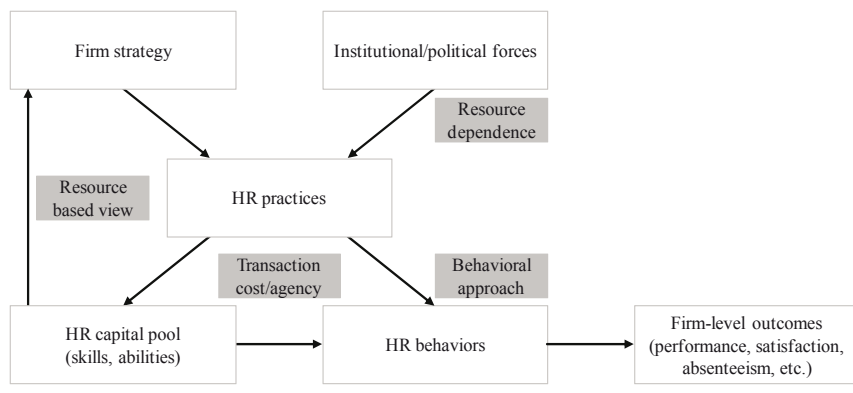 Firm strategy
Institutional/political forces
Resource
dependence
Resource
based view
HR practices
Transaction
cost/agency
Behavioral
approach
HR capital pool
(skills, abilities)
HR behaviors
Firm-level outcomes
(performance, satisfaction,
absenteeism, etc.)